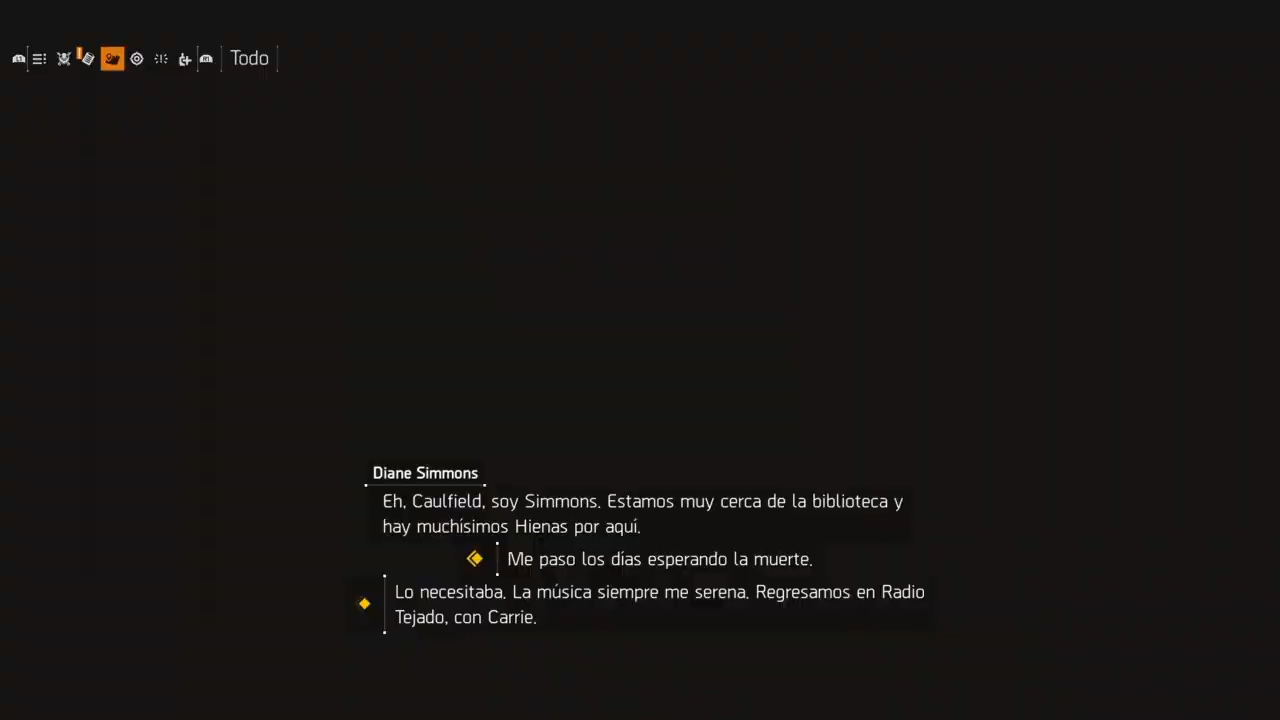 Todo
Diane Simmons
Eh, Caulfield, soy Simmons. Estamos muy cerca de la biblioteca y
hay muchísimos Hienas por aquí.
Me paso los días esperando la muerte.
Lo necesitaba. La música siempre me serena. Regresamos en Radio
Tejado, con Carrie.